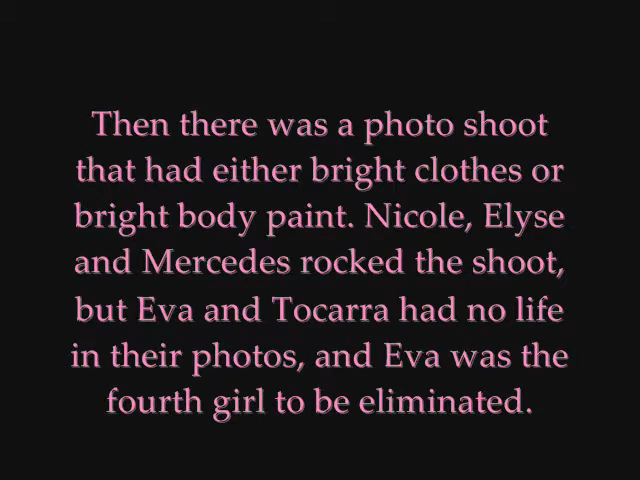 Then there was a photo shoot
that had either bright clothes or
bright body paint. Nicole, Elyse
and Mercedes rocked the shoot,
but Eva and Tocarra had no life
in their photos, and Eva was the
fourth girl to be eliminated.